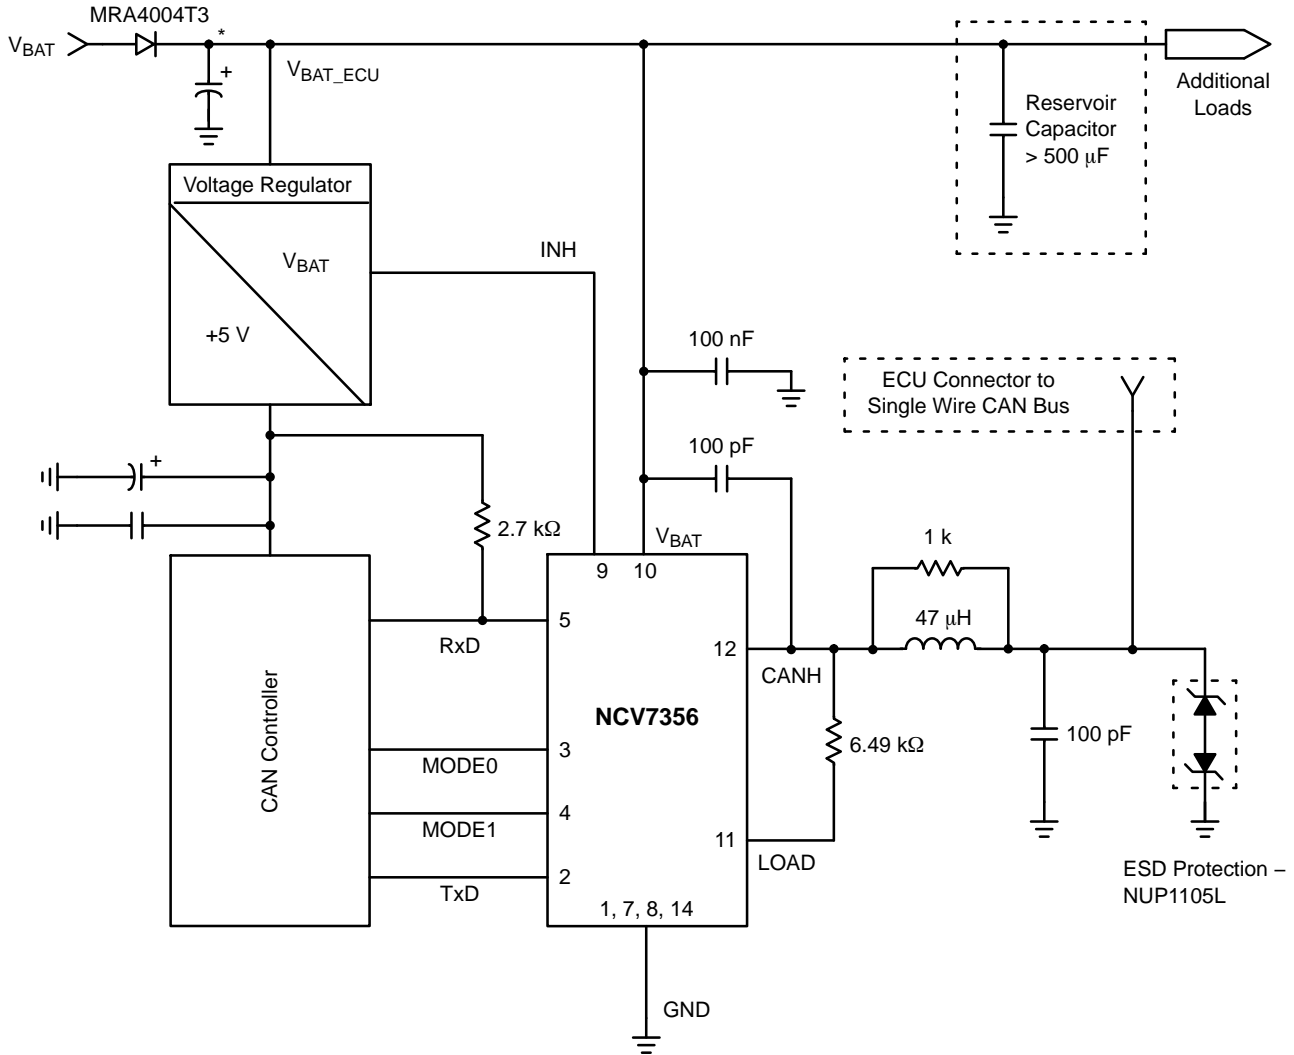 MRA4004T3
VBAT
*
+
VBAT_ECU
Additional
Loads
Reservoir
Capacitor
> 500 μF
Voltage Regulator
VBAT
+5 V
INH
100 nF
ECU Connector to
Single Wire CAN Bus
100 pF
+
2.7 kΩ
VBAT
9
10
1 k
47 μH
5
RxD
12
CANH
CAN Controller
NCV7356
6.49 kΩ
100 pF
3
MODE0
4
MODE1
11
LOAD
2
TxD
1, 7, 8, 14
ESD Protection –
NUP1105L
GND